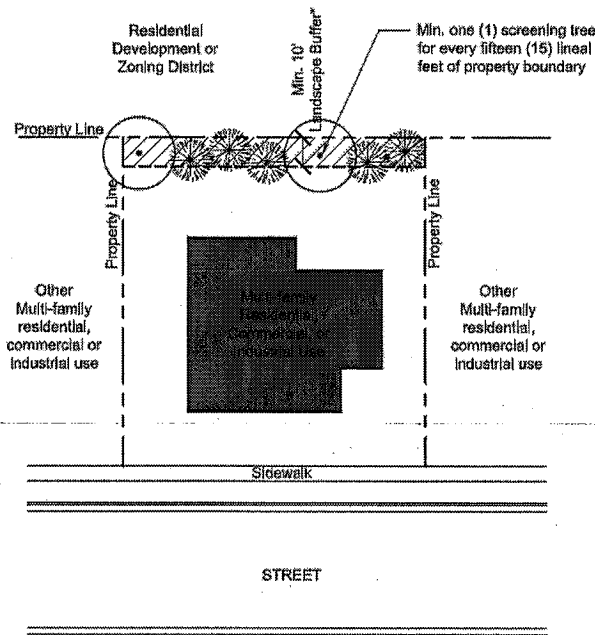 Residential
Development or
Zoning District
Min. 10'
Landscape Buffer*
Min. one (1) screening tree
for every fifteen (15) lineal
feet of property boundary
Property Line
Property Line
Property Line
Other
Multi-family
residential,
commercial or
industrial use
Multi-family
Residential,
Commercial, or
Industrial Use
Other
Multi-family
residential,
commercial or
industrial use
Sidewalk
STREET